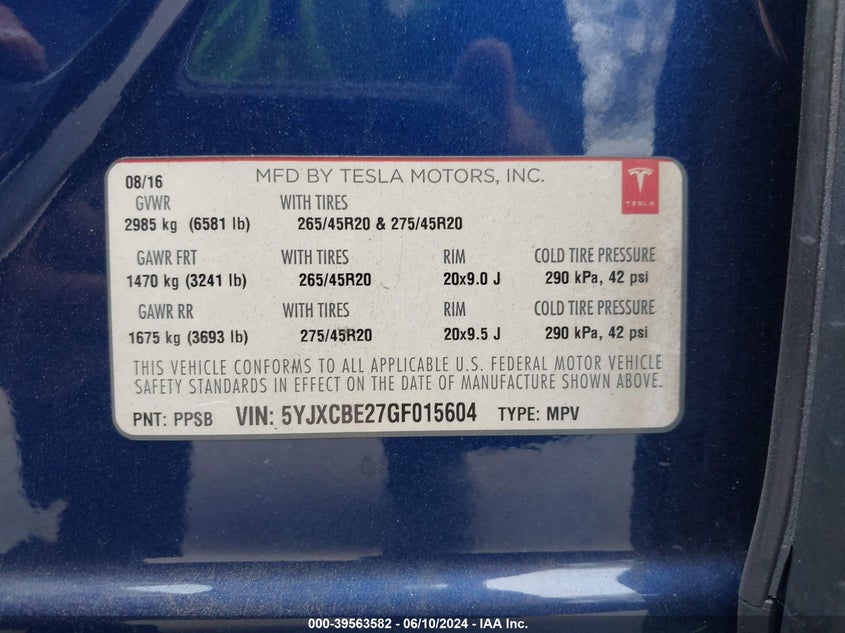 08/16 MFD BY TESLA MOTORS, INC.
TESLA
GVWR WITH TIRES
2985 kg (6581 lb) 265/45R20 & 275/45R20
GAWR FRT WITH TIRES RIM COLD TIRE PRESSURE
1470 kg (3241 lb) 265/45R20 20x9.0 J 290 kPa, 42 psi
GAWR RR WITH TIRES RIM COLD TIRE PRESSURE
1675 kg (3693 lb) 275/45R20 20x9.5 J 290 kPa, 42 psi
THIS VEHICLE CONFORMS TO ALL APPLICABLE U.S. FEDERAL MOTOR VEHICLE
SAFETY STANDARDS IN EFFECT ON THE DATE OF MANUFACTURE SHOWN ABOVE.
PNT: PPSB VIN: 5YJXCBE27GF015604 TYPE: MPV
000-39563582 - 06/10/2024 - IAA Inc.